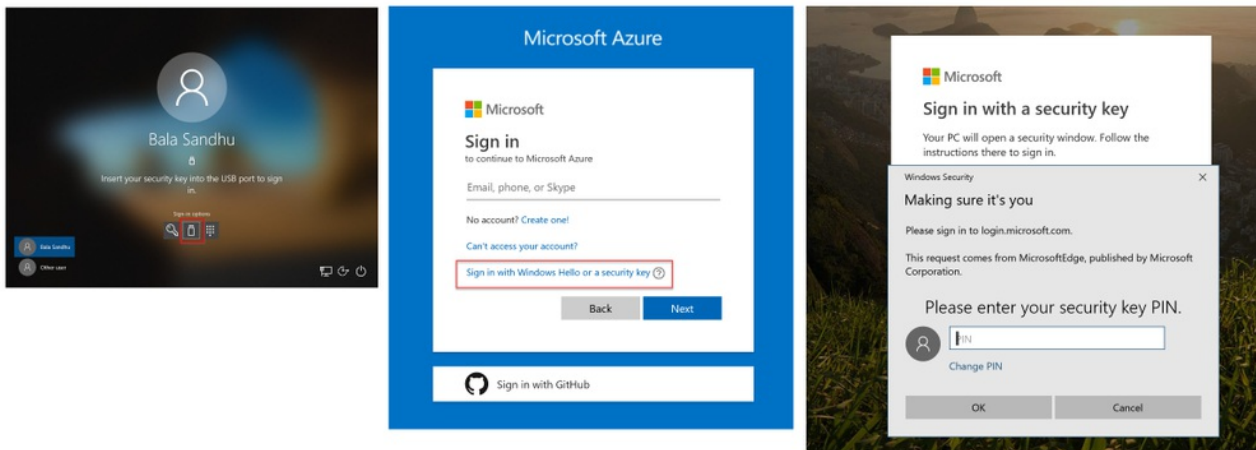 Bala Sandhu
Insert your security key into the USB port to sign
in.
Sign-in options
Bala Sandhu
Other user
Microsoft Azure
Microsoft
Sign in
to continue to Microsoft Azure
Email, phone, or Skype
No account? Create one!
Can't access your account?
Sign in with Windows Hello or a security key
Back
Next
Sign in with GitHub
Microsoft
Sign in with a security key
Your PC will open a security window. Follow the
instructions there to sign in.
Windows Security
Making sure it's you
Please sign in to login.microsoft.com.
This request comes from MicrosoftEdge, published by Microsoft
Corporation.
Please enter your security key PIN.
PIN
Change PIN
OK
Cancel